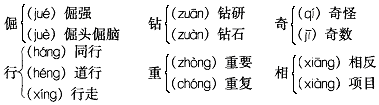 倔
（jué）倔强
（juè）倔头倔脑
钻
（zuān）钻研
（zuàn）钻石
奇
（qí）奇怪
（jī）奇数
行
（háng）同行
（héng）道行
（xíng）行走
重
（zhòng）重要
（chóng）重复
相
（xiāng）相反
（xiàng）项目